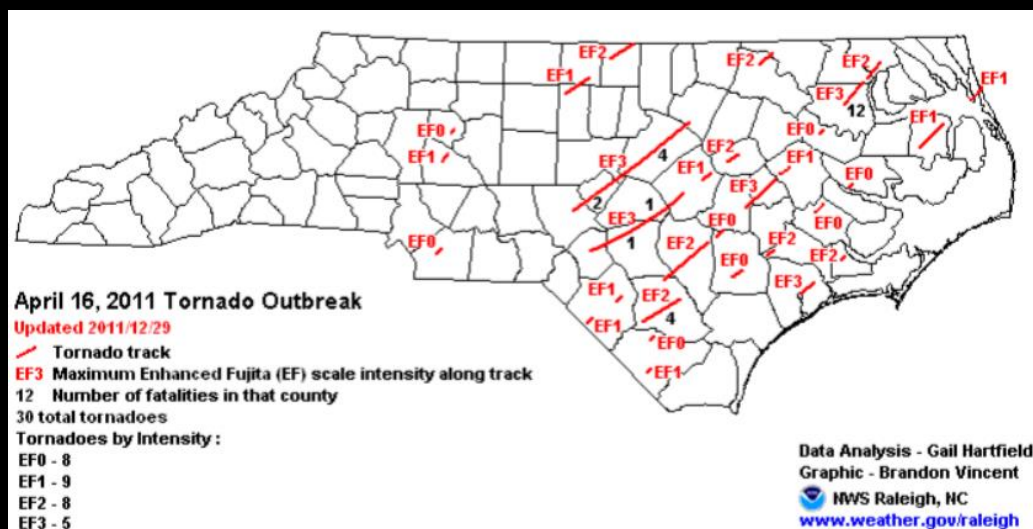 EF2
EF1
EF2
EF2
EF1
EF3
12
EF0
EF0
EF1
EF1
EF3
4
EF2
EF1
EF1
EF0
EF3
2
1
EF3
EF0
EF0
EF2
EF2
1
EF0
EF0
EF2
EF3
EF1
EF2
4
EF1
EF0
EF1
April 16, 2011 Tornado Outbreak
Updated 2011/12/29
Tornado track
EF3 Maximum Enhanced Fujita (EF) scale intensity along track
12 Number of fatalities in that county
30 total tornadoes
Tornadoes by Intensity :
EF0 - 8
EF1 - 9
EF2 - 8
EF3 - 5
Data Analysis - Gail Hartfield
Graphic - Brandon Vincent
NWS Raleigh, NC
www.weather.gov/raleigh